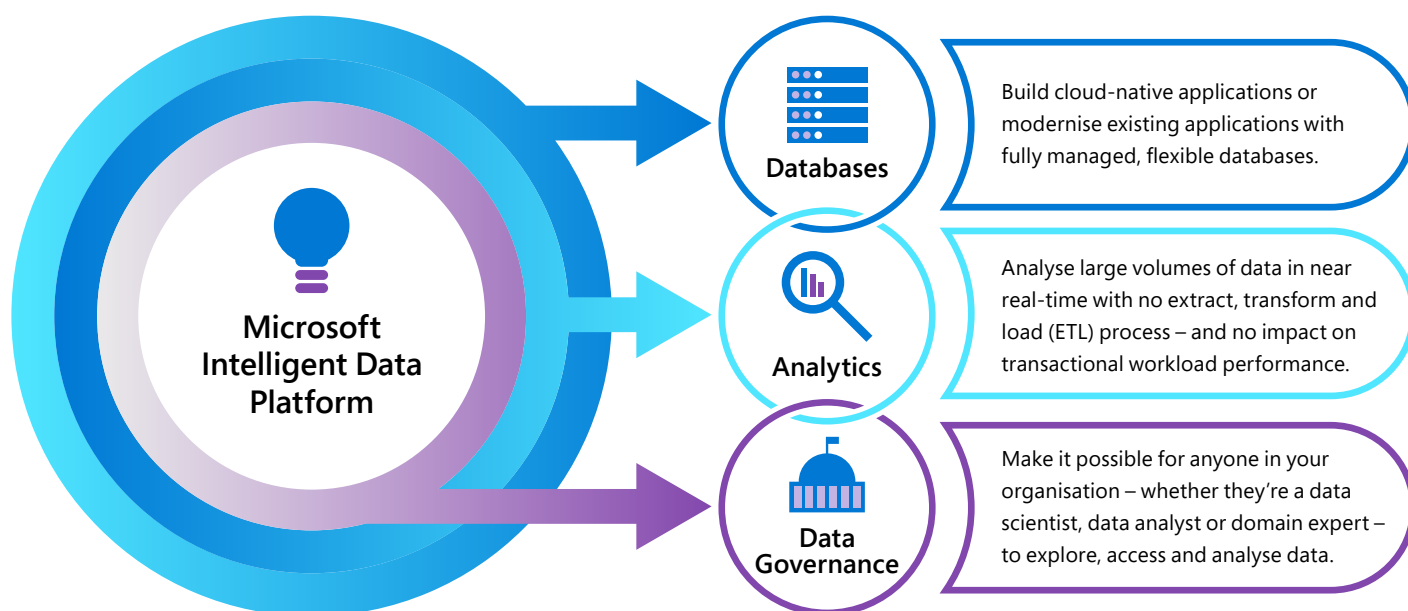 Microsoft
Intelligent Data
Platform
Databases
Build cloud-native applications or
modernise existing applications with
fully managed, flexible databases.
Analytics
Analyse large volumes of data in near
real-time with no extract, transform and
load (ETL) process – and no impact on
transactional workload performance.
Data
Governance
Make it possible for anyone in your
organisation – whether they’re a data
scientist, data analyst or domain expert –
to explore, access and analyse data.